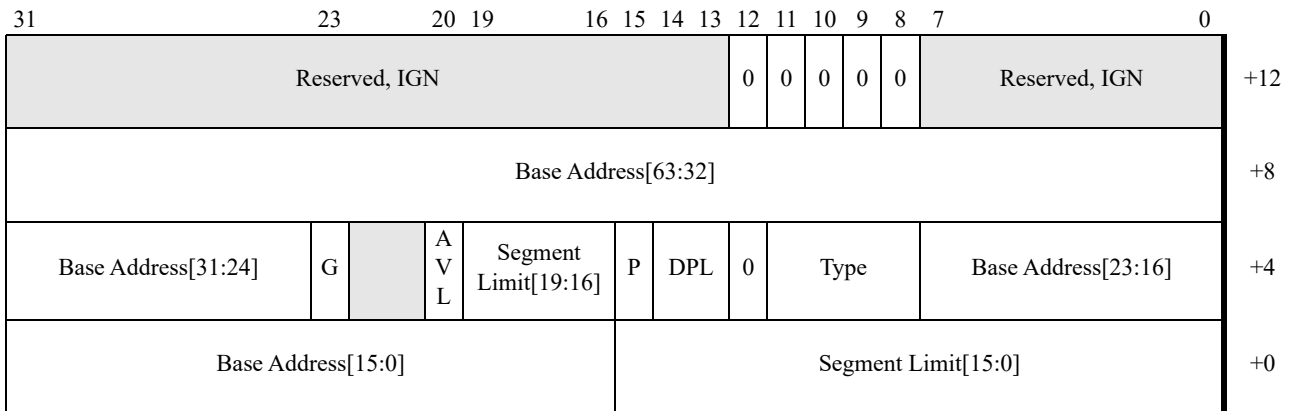 31 23 20 19 16 15 14 13 12 11 10 9 8 7 0
Reserved, IGN 0 0 0 0 0 Reserved, IGN +12
Base Address[63:32] +8
Base Address[31:24] G A
V
L Segment
Limit[19:16] P DPL 0 Type Base Address[23:16] +4
Base Address[15:0] Segment Limit[15:0] +0